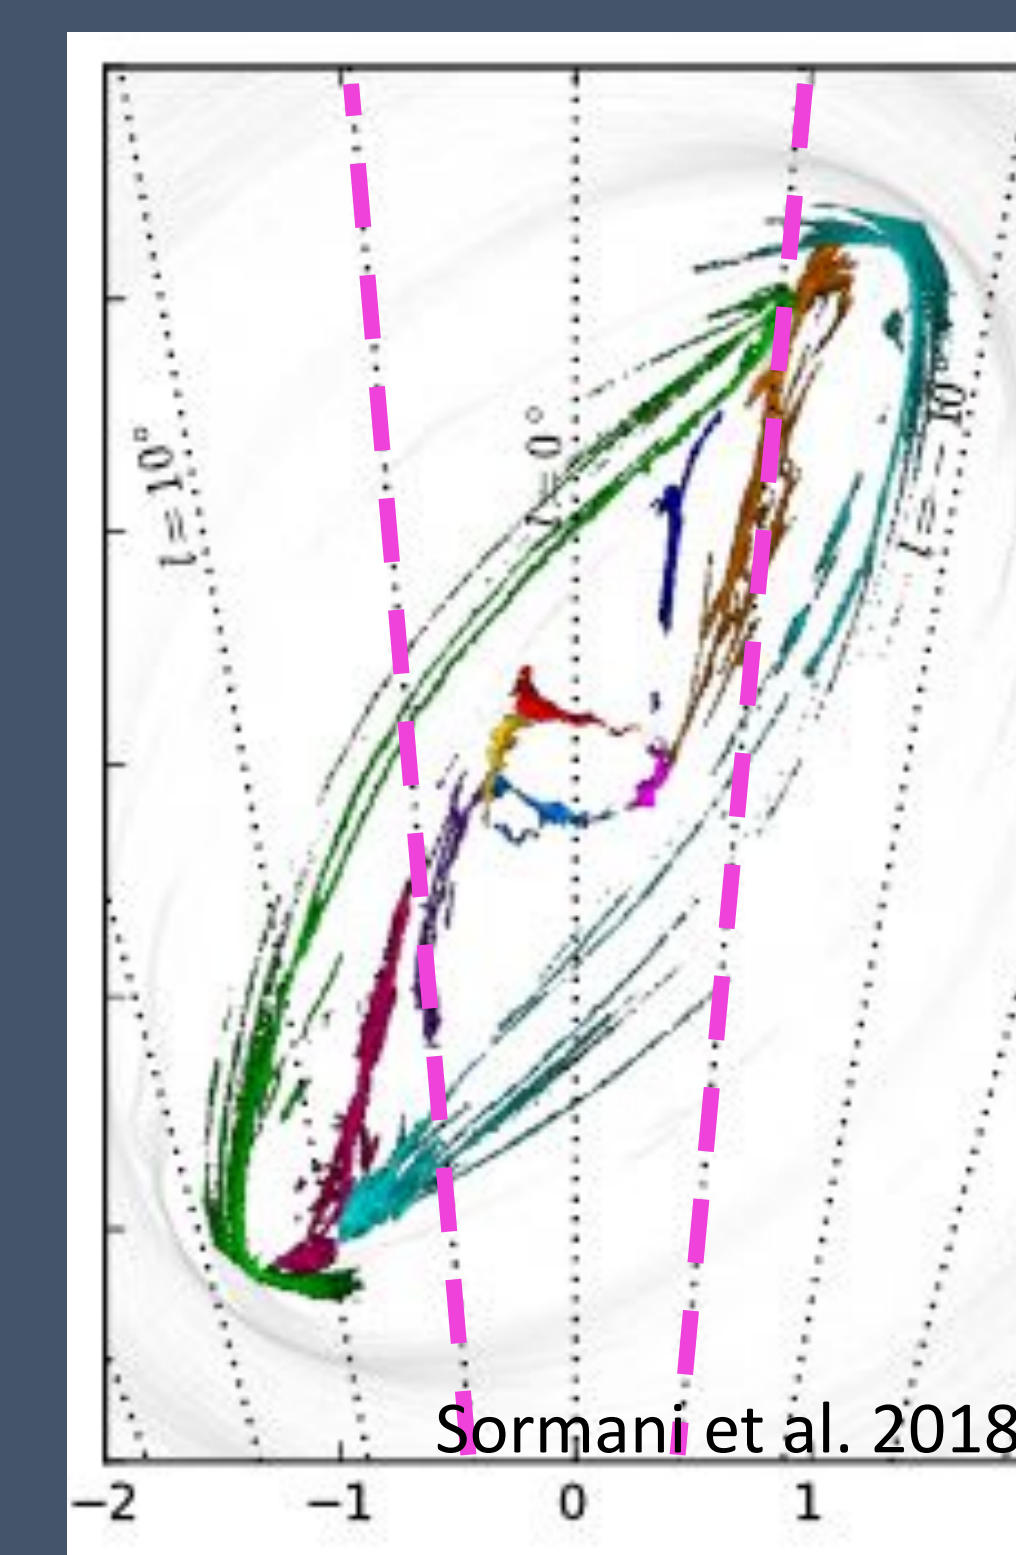 l = 10°
l = 0°
l = − 10°
Sormani et al. 2018
−2 −1 0 1